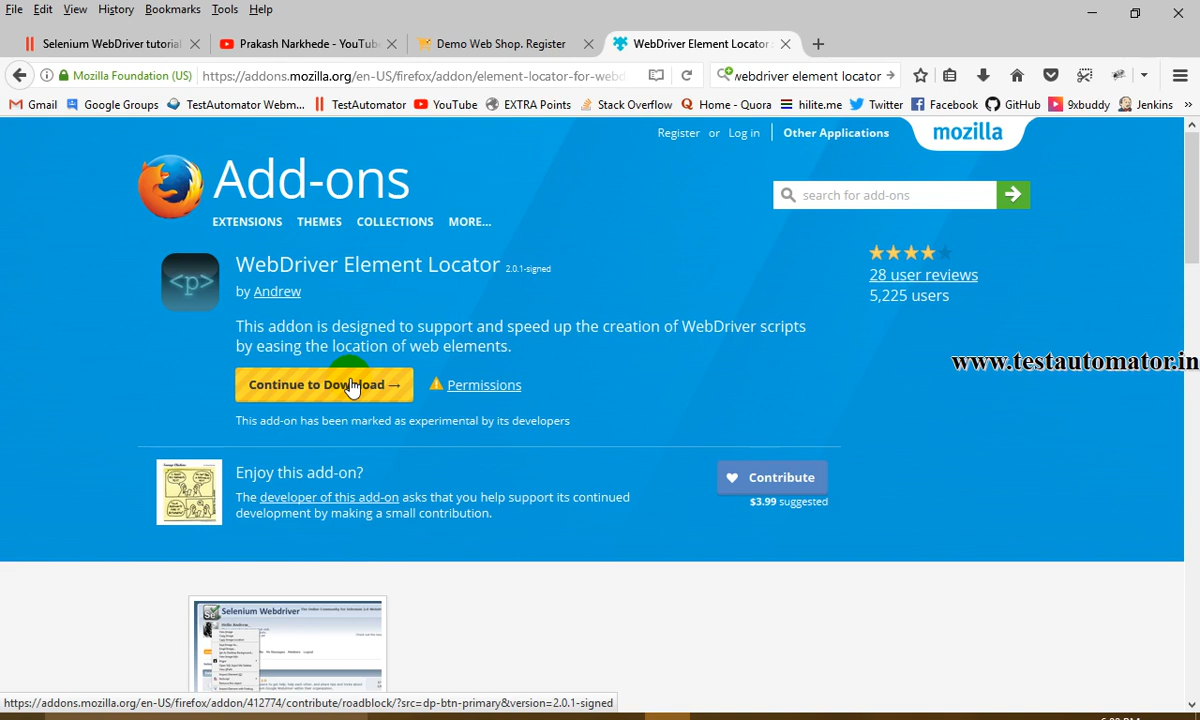 File Edit View History Bookmarks Tools Help
Selenium WebDriver tutorial Prakash Narkhede - YouTube Demo Web Shop. Register WebDriver Element Locator
Mozilla Foundation (US) https://addons.mozilla.org/en-US/firefox/addon/element-locator-for-webd webdriver element locator
Gmail Google Groups TestAutomator Webm... TestAutomator YouTube EXTRA Points Stack Overflow Home - Quora hilite.me Twitter Facebook GitHub 9xbuddy Jenkins »
Register or Log in Other Applications mozilla
Add-ons
search for add-ons
EXTENSIONS THEMES COLLECTIONS MORE...
<p>
WebDriver Element Locator 2.0.1-signed
by Andrew
28 user reviews
5,225 users
This addon is designed to support and speed up the creation of WebDriver scripts
by easing the location of web elements.
www.testautomator.in
Continue to Download → Permissions
This add-on has been marked as experimental by its developers
Enjoy this add-on?
The developer of this add-on asks that you help support its continued
development by making a small contribution.
Contribute
$3.99 suggested
Selenium Webdriver
https://addons.mozilla.org/en-US/firefox/addon/412774/contribute/roadblock/?src=dp-btn-primary&version=2.0.1-signed